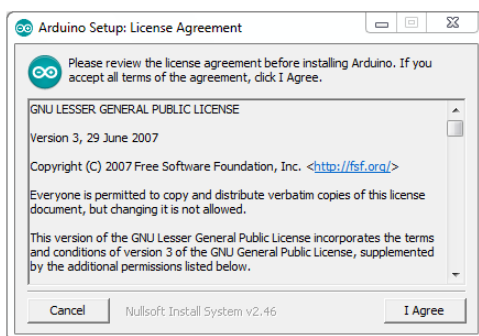 Arduino Setup: License Agreement
Please review the license agreement before installing Arduino. If you
accept all terms of the agreement, click I Agree.
GNU LESSER GENERAL PUBLIC LICENSE
Version 3, 29 June 2007
Copyright (C) 2007 Free Software Foundation, Inc. <http://fsf.org/>
Everyone is permitted to copy and distribute verbatim copies of this license
document, but changing it is not allowed.
This version of the GNU Lesser General Public License incorporates the terms
and conditions of version 3 of the GNU General Public License, supplemented
by the additional permissions listed below.
Cancel
Nullsoft Install System v2.46
I Agree